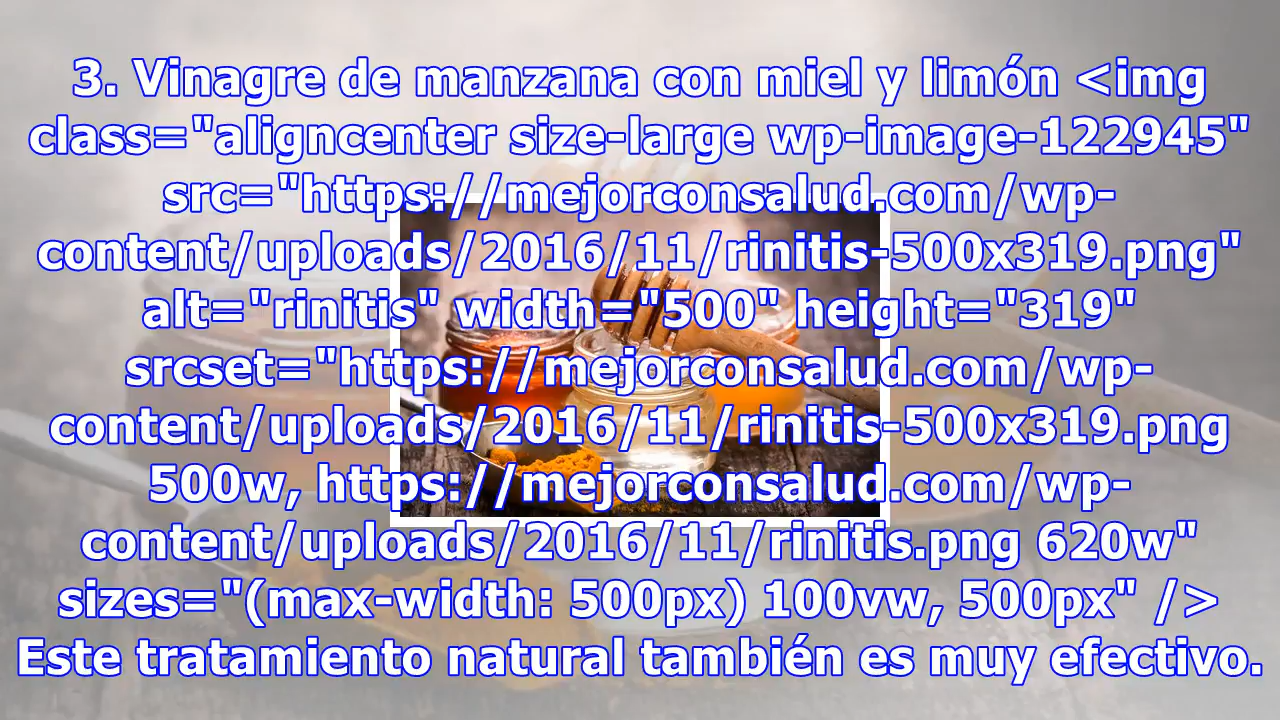 3. Vinagre de manzana con miel y limón <img
class="aligncenter size-large wp-image-122945"
src="https://mejorconsalud.com/wp-
content/uploads/2016/11/rinitis-500x319.png"
alt="rinitis" width="500" height="319"
srcset="https://mejorconsalud.com/wp-
content/uploads/2016/11/rinitis-500x319.png
500w, https://mejorconsalud.com/wp-
content/uploads/2016/11/rinitis.png 620w"
sizes="(max-width: 500px) 100vw, 500px" />
Este tratamiento natural también es muy efectivo.